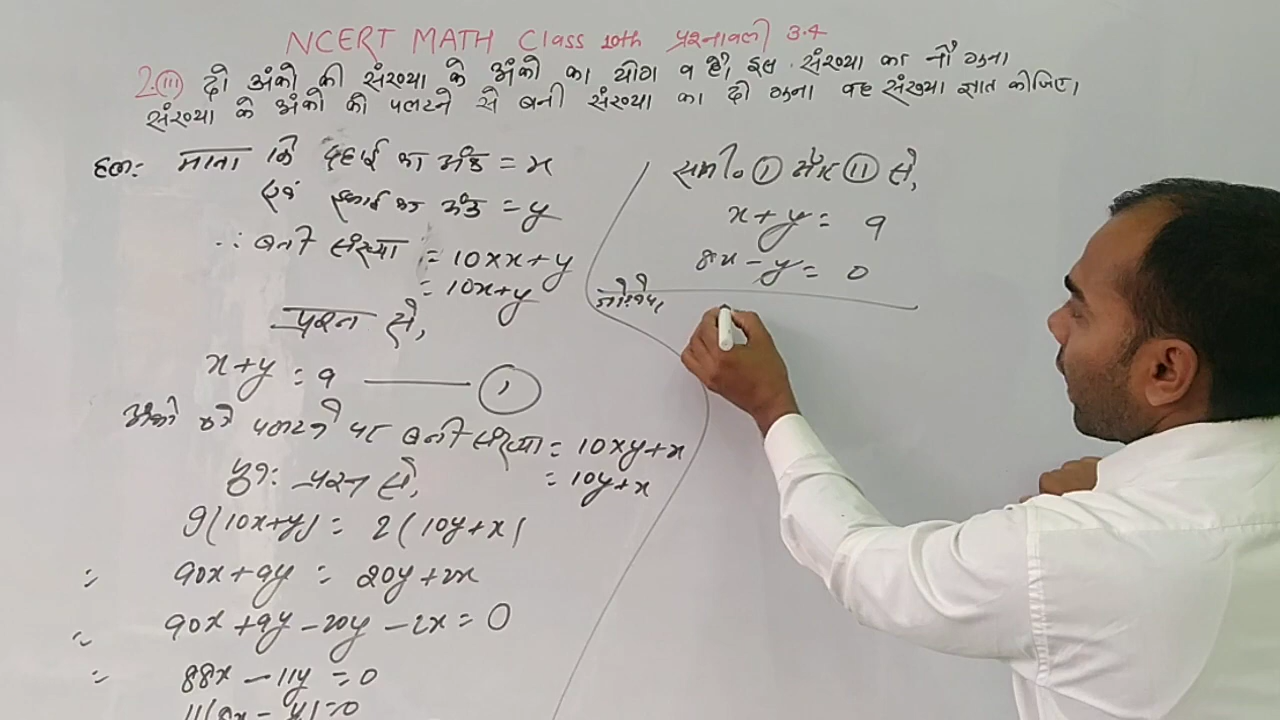 NCERT MATH Class 10th प्रश्नावली 3.4
2.(iii) दो अंको की संख्या के अंको का योग 9 है, इस संख्या का नौ गुना
संख्या के अंको को पलटने से बनी संख्या का दो गुना वह संख्या ज्ञात कीजिए।
हल:- माना कि दहाई का अंक = x
एवं इकाई का अंक = y
∴ बनी संख्या = 10×x+y
= 10x+y
प्रश्न से,
x+y = 9 ——— (1)
अंको को पलटने पर बनी संख्या = 10×y+x
= 10y+x
पुन: प्रश्न से,
9(10x+y) = 2(10y+x)
= 90x+9y = 20y+2x
= 90x+9y-20y-2x=0
= 88x-11y=0
11(8x-y)=0
समी० (1) और (11) से,
x+y= 9
8x-y= 0
जोड़ने पर,